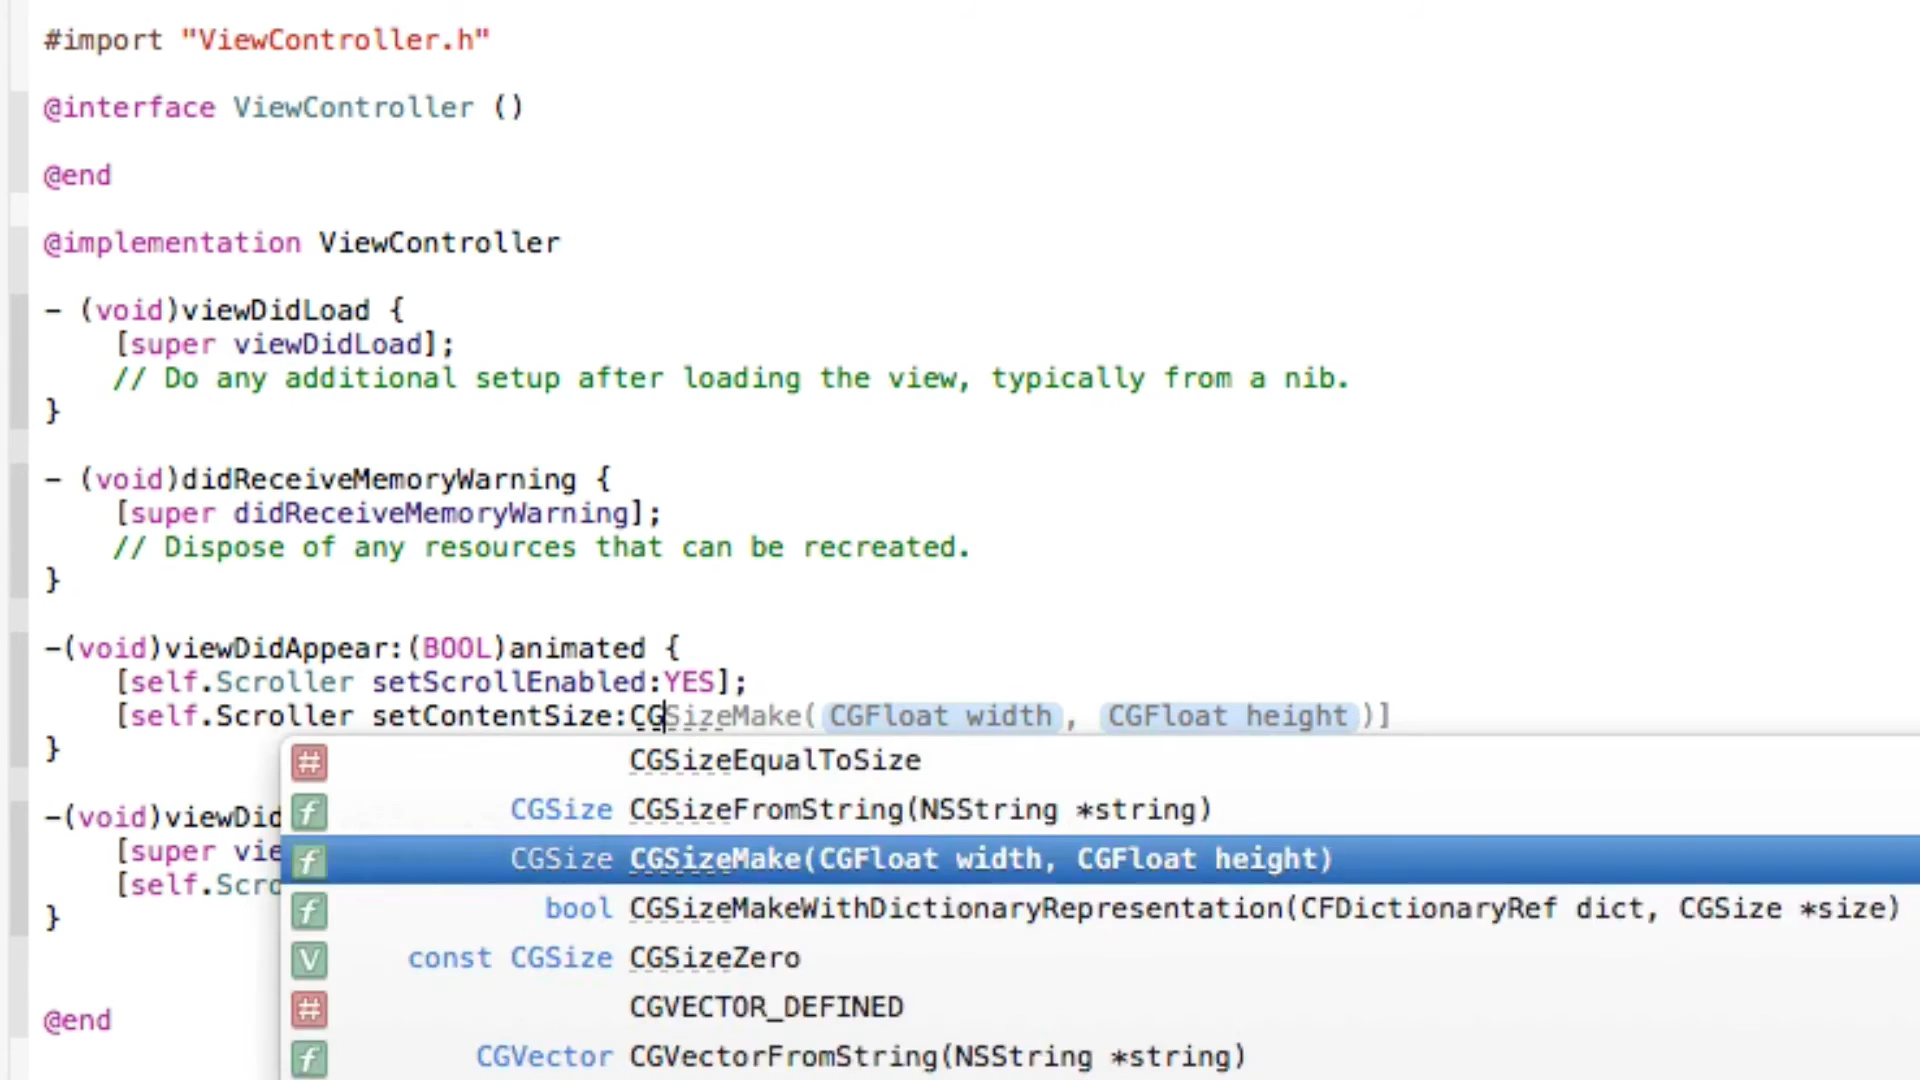 #import "ViewController.h"
@interface ViewController ()
@end
@implementation ViewController
- (void)viewDidLoad {
[super viewDidLoad];
// Do any additional setup after loading the view, typically from a nib.
}
- (void)didReceiveMemoryWarning {
[super didReceiveMemoryWarning];
// Dispose of any resources that can be recreated.
}
-(void)viewDidAppear:(BOOL)animated {
[self.Scroller setScrollEnabled:YES];
[self.Scroller setContentSize:CGSizeMake(CGFloat width, CGFloat height)]
}
# CGSizeEqualToSize
f CGSize CGSizeFromString(NSString *string)
-(void)viewDid
[super vie
f CGSize CGSizeMake(CGFloat width, CGFloat height)
[self.Scro
f bool CGSizeMakeWithDictionaryRepresentation(CFDictionaryRef dict, CGSize *size)
}
V const CGSize CGSizeZero
# CGVECTOR_DEFINED
@end
f CGVector CGVectorFromString(NSString *string)